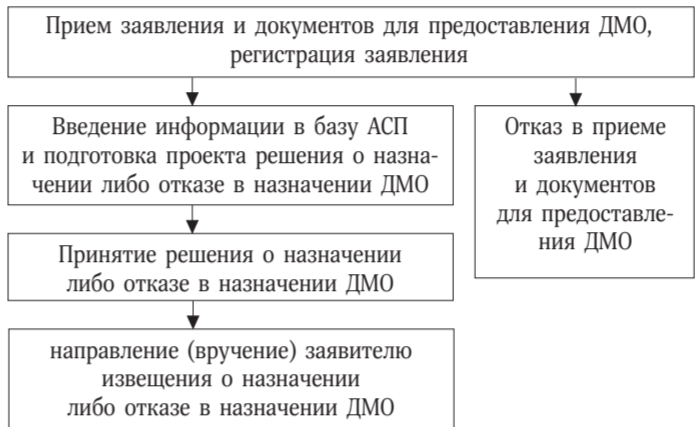 Прием заявления и документов для предоставления ДМО,
регистрация заявления
Введение информации в базу АСП
и подготовка проекта решения о назна-
чении либо отказе в назначении ДМО
Отказ в приеме
заявления
и документов
для предоставле-
ния ДМО
Принятие решения о назначении
либо отказе в назначении ДМО
направление (вручение) заявителю
извещения о назначении
либо отказе в назначении ДМО